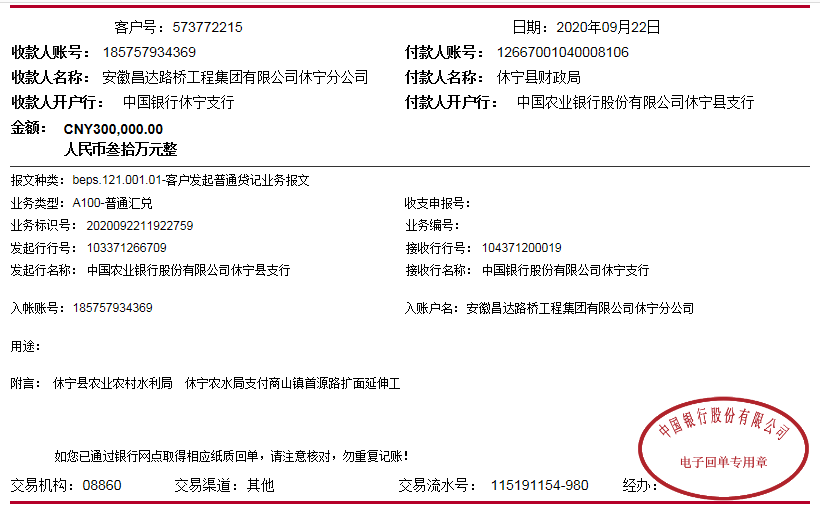 客户号：573772215 日期：2020年09月22日
收款人账号：185757934369 付款人账号：12667001040008106
收款人名称：安徽昌达路桥工程集团有限公司休宁分公司 付款人名称：休宁县财政局
收款人开户行：中国银行休宁支行 付款人开户行：中国农业银行股份有限公司休宁县支行
金额：CNY300,000.00
人民币叁拾万元整
报文种类：beps.121.001.01-客户发起普通贷记业务报文
业务类型：A100-普通汇兑 收支申报号：
业务标识号：2020092211922759 业务编号：
发起行行号：103371266709 接收行行号：104371200019
发起行名称：中国农业银行股份有限公司休宁县支行 接收行名称：中国银行股份有限公司休宁支行
入帐账号：185757934369 入账户名：安徽昌达路桥工程集团有限公司休宁分公司
用途：
附言：休宁县农业农村水利局 休宁农水局支付商山镇首源路扩面延伸工
中国银行股份有限公司
电子回单专用章
如您已通过银行网点取得相应纸质回单，请注意核对，勿重复记账！
交易机构：08860 交易渠道：其他 交易流水号：115191154-980 经办：